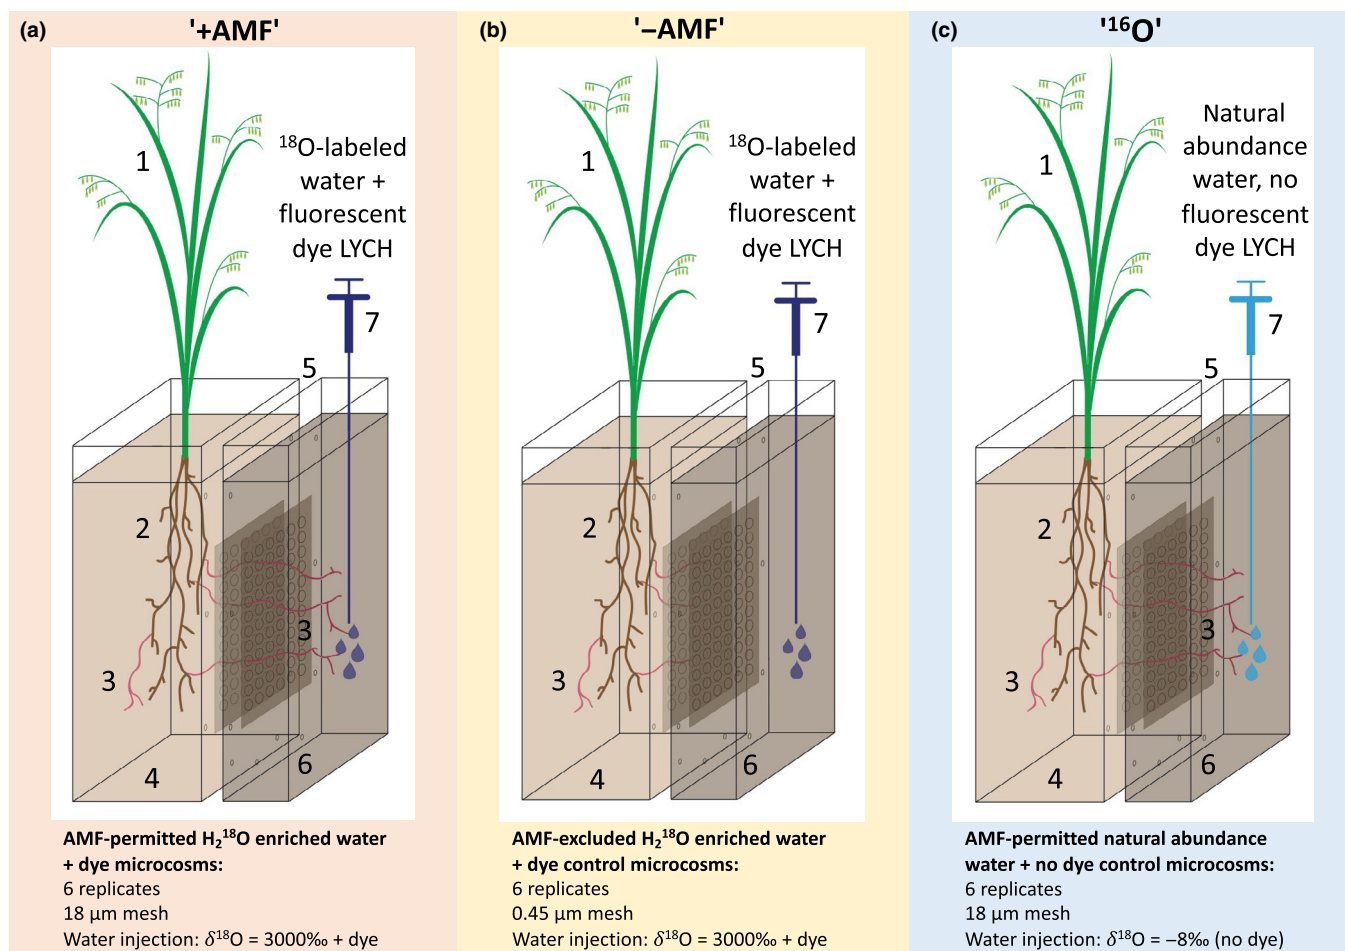 (a) '+AMF'
1
18O-labeled
water +
fluorescent
dye LYCH
7
5
2
3
3
4
6
AMF-permitted H₂¹⁸O enriched water
+ dye microcosms:
6 replicates
18 µm mesh
Water injection: δ¹⁸O = 3000‰ + dye
(b) '−AMF'
1
¹⁸O-labeled
water +
fluorescent
dye LYCH
7
5
2
3
4
6
AMF-excluded H₂¹⁸O enriched water
+ dye control microcosms:
6 replicates
0.45 µm mesh
Water injection: δ¹⁸O = 3000‰ + dye
(c) '¹⁶O'
Natural
abundance
water, no
fluorescent
dye LYCH
1
7
5
2
3
3
4
6
AMF-permitted natural abundance
water + no dye control microcosms:
6 replicates
18 µm mesh
Water injection: δ¹⁸O = −8‰ (no dye)